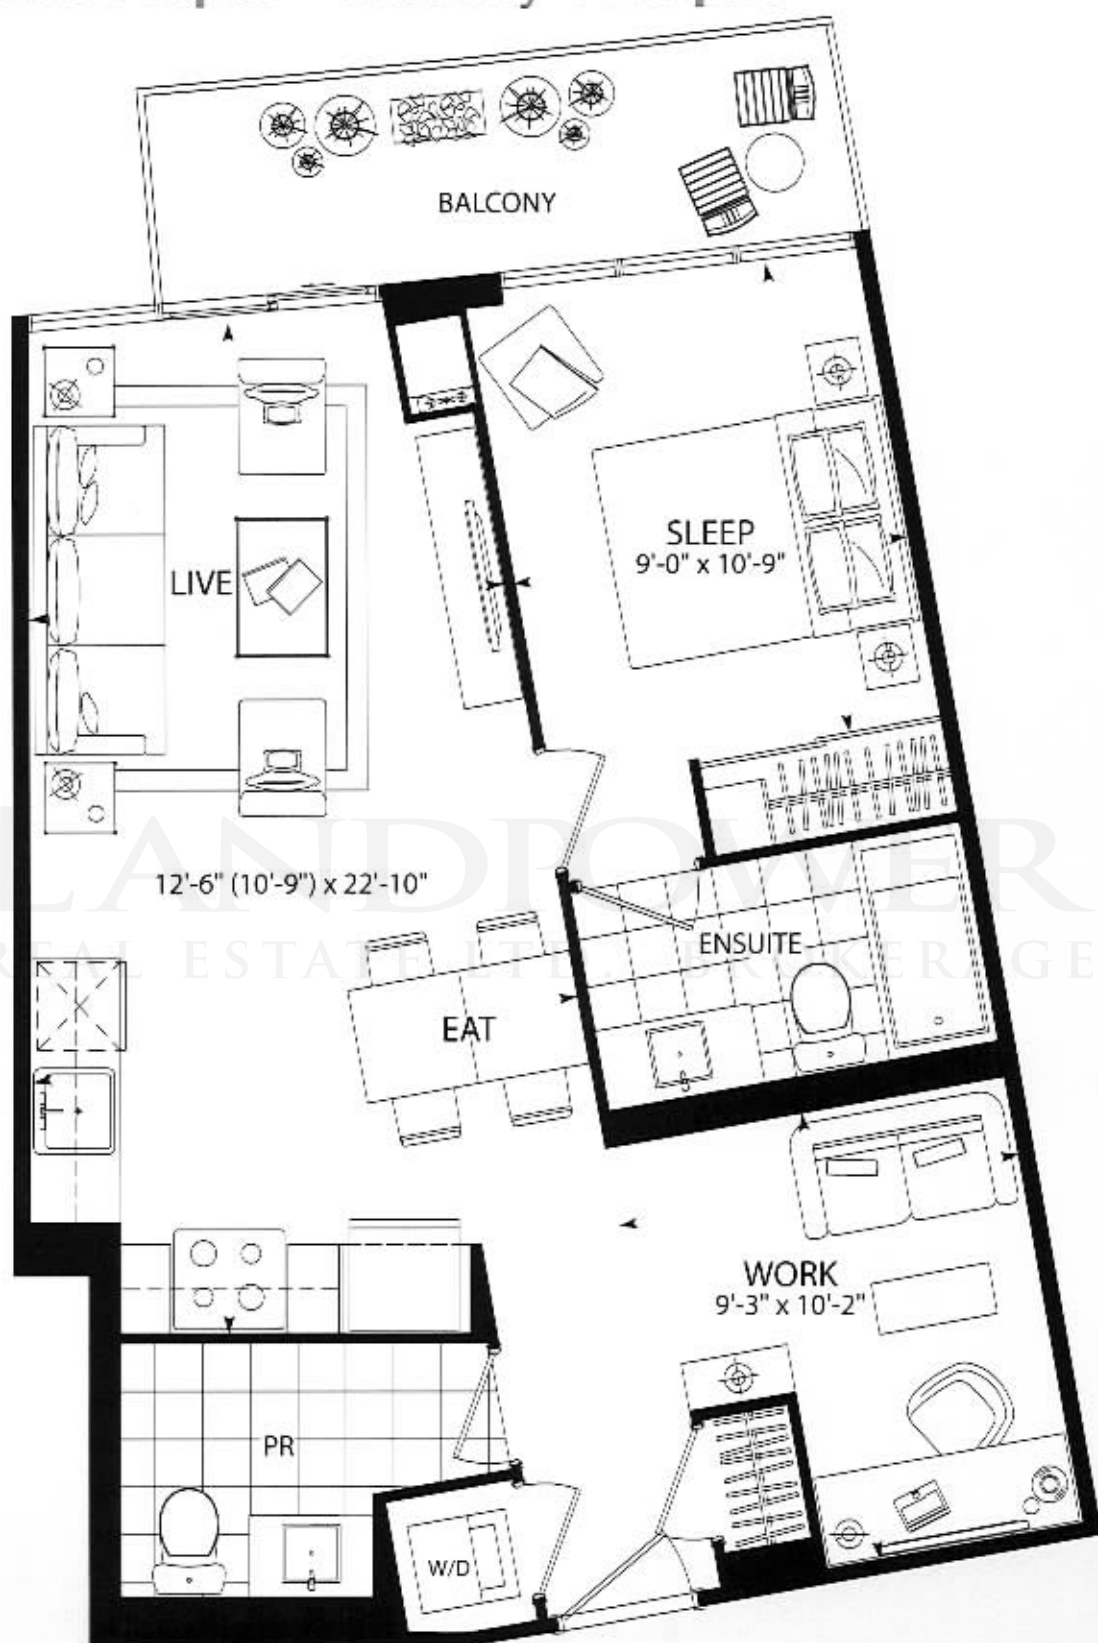 BALCONY
SLEEP
9'-0" x 10'-9"
LIVE
LANDPOWER
12'-6" (10'-9") x 22'-10"
ENSUITE
REAL ESTATE LTD. BROKERAGE
EAT
WORK
9'-3" x 10'-2"
PR
W/D